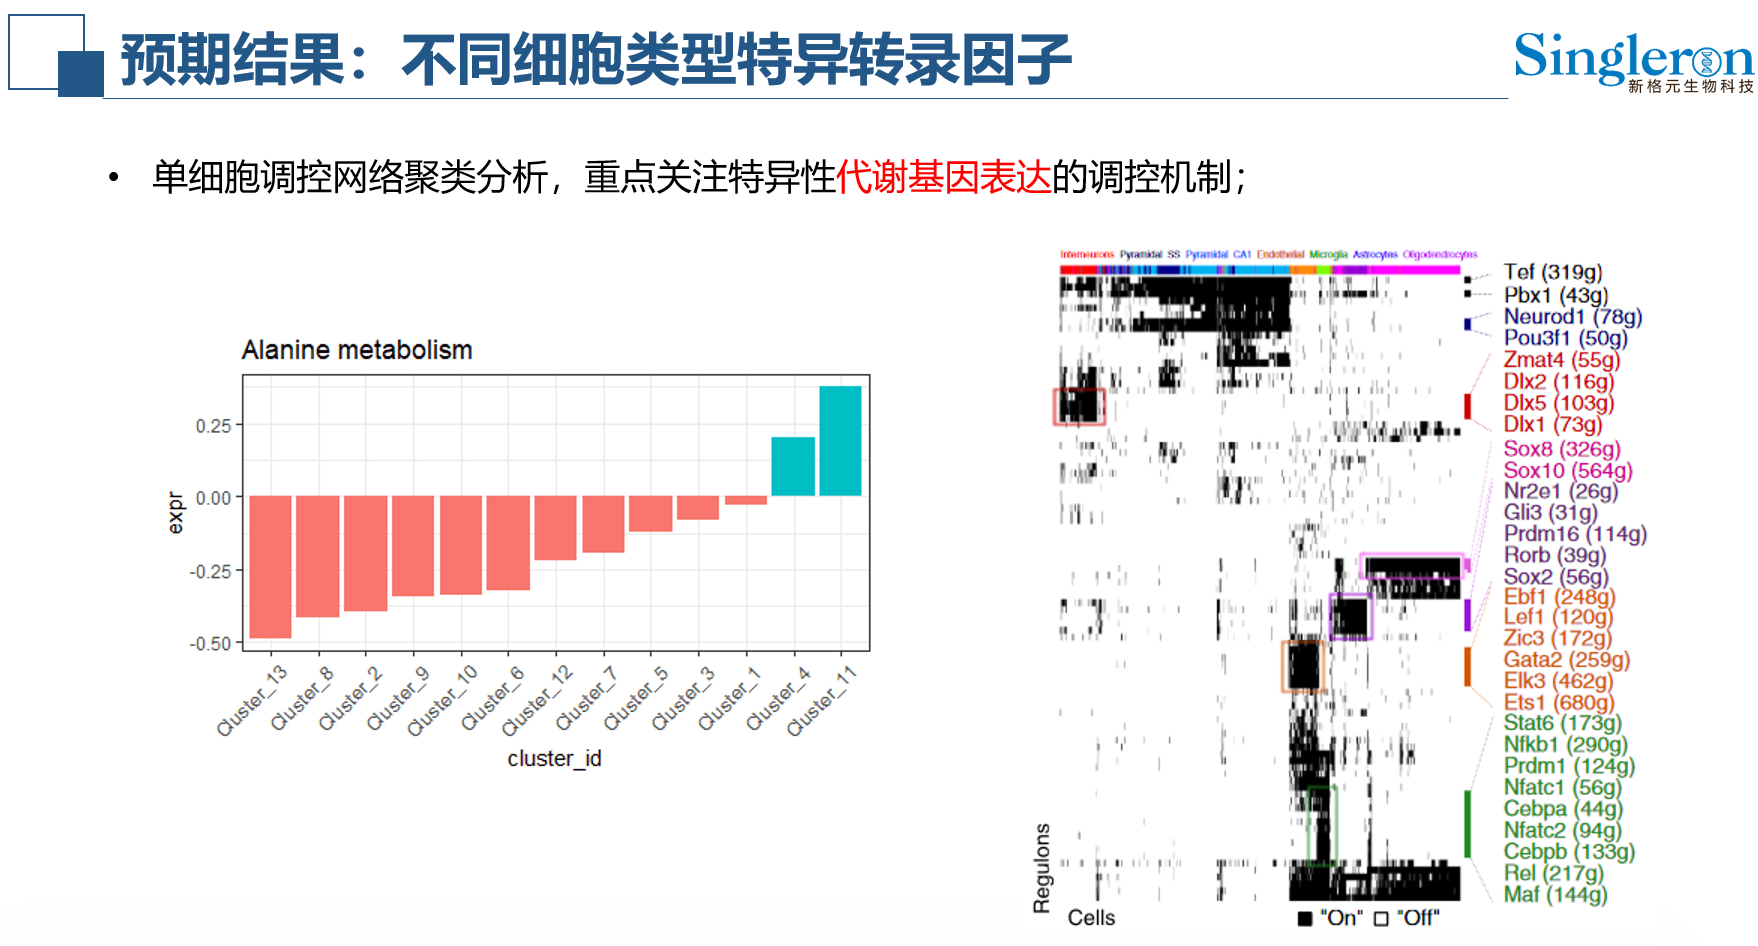 预期结果：不同细胞类型特异转录因子
Singleron
新格元生物科技
• 单细胞调控网络聚类分析，重点关注特异性代谢基因表达的调控机制；
Alanine metabolism
expr
0.25
0.00
-0.25
-0.50
Cluster_13 Cluster_8 Cluster_2 Cluster_9 Cluster_10 Cluster_6 Cluster_12 Cluster_7 Cluster_5 Cluster_3 Cluster_1 Cluster_4 Cluster_11
cluster_id
Interneurons Pyramidal SS Pyramidal CA1 Endothelial Microglia Astrocytes Oligodendrocytes
Tef (319g)
Pbx1 (43g)
Neurod1 (78g)
Pou3f1 (50g)
Zmat4 (55g)
Dlx2 (116g)
Dlx5 (103g)
Dlx1 (73g)
Sox8 (326g)
Sox10 (564g)
Nr2e1 (26g)
Gli3 (31g)
Prdm16 (114g)
Rorb (39g)
Sox2 (56g)
Ebf1 (248g)
Lef1 (120g)
Zic3 (172g)
Gata2 (259g)
Elk3 (462g)
Ets1 (680g)
Stat6 (173g)
Nfkb1 (290g)
Prdm1 (124g)
Nfatc1 (56g)
Cebpa (44g)
Nfatc2 (94g)
Cebpb (133g)
Rel (217g)
Maf (144g)
Regulons
Cells
"On" "Off"